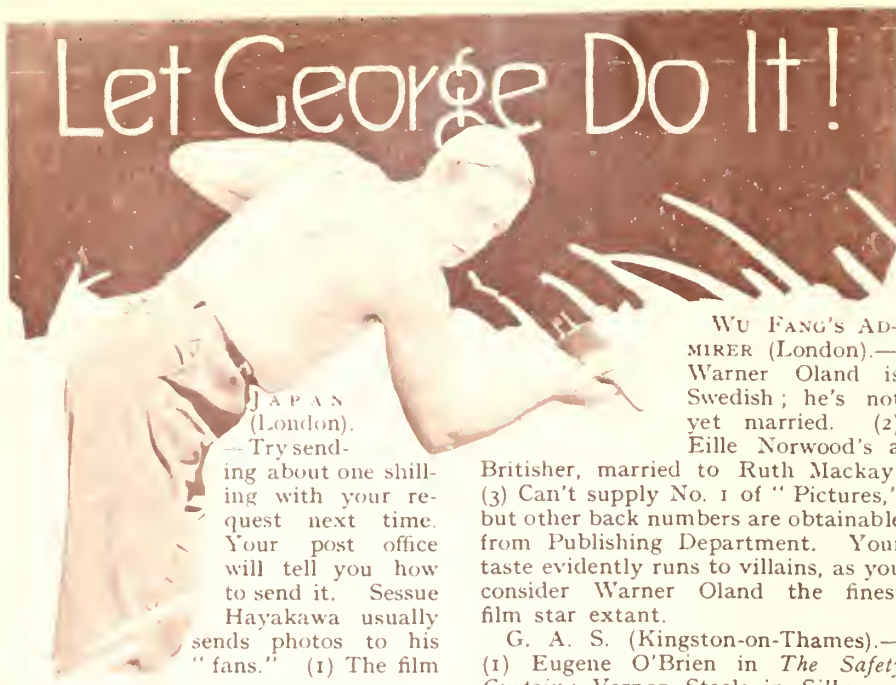 Let George Do It!
JAPAN
(London).
— Try send-
ing about one shill-
ing with your re-
quest next time.
Your post office
will tell you how
to send it. Sessue
Hayakawa usually
sends photos to his
" fans." (1) The film
WU FANG'S AD-
MIRER (London).—
Warner Oland is
Swedish ; he's not
yet married. (2)
Eille Norwood's a
Britisher, married to Ruth Mackay
(3) Can't supply No. 1 of " Pictures,"
but other back numbers are obtainable
from Publishing Department. Your
taste evidently runs to villains, as you
consider Warner Oland the fines
film star extant.
G. A. S. (Kingston-on-Thames).—
(1) Eugene O'Brien in The Safety